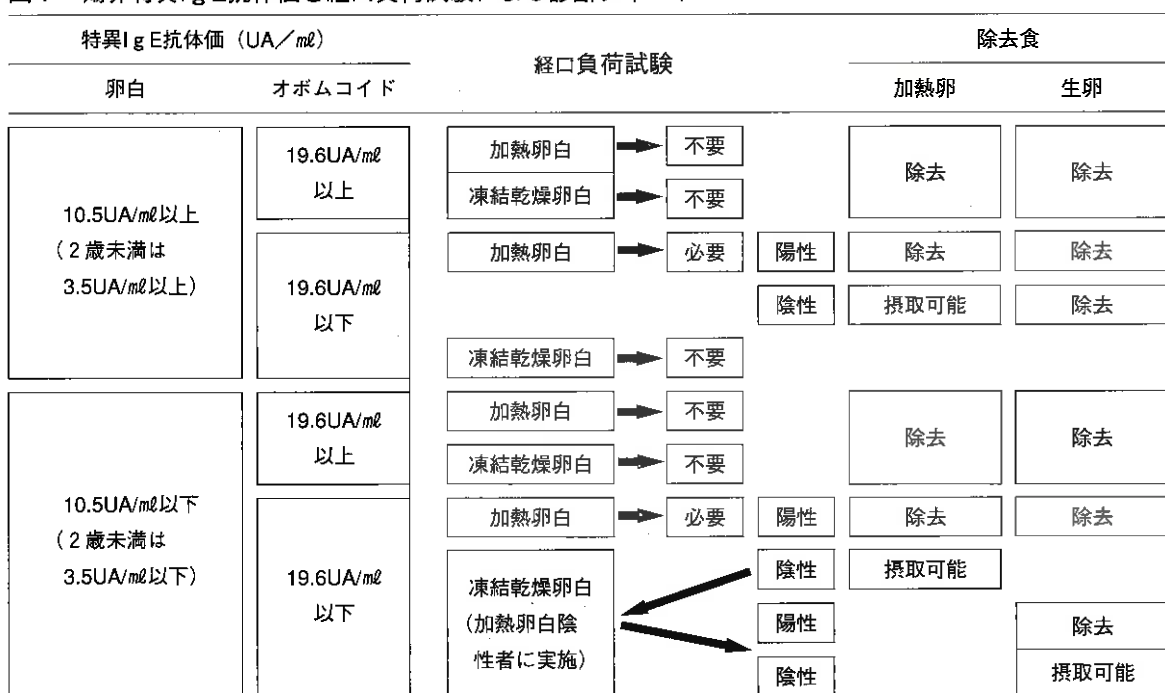 特異IgE抗体価(UA/㎖)
経口負荷試験
除去食
卵白
オボムコイド
加熱卵
生卵
10.5UA/㎖以上
(2歳未満は
3.5UA/㎖以上)
19.6UA/㎖
以上
加熱卵白
不要
凍結乾燥卵白
不要
除去
除去
19.6UA/㎖
以下
加熱卵白
必要
陽性
除去
除去
陰性
摂取可能
除去
凍結乾燥卵白
不要
10.5UA/㎖以下
(2歳未満は
3.5UA/㎖以下)
19.6UA/㎖
以上
加熱卵白
不要
凍結乾燥卵白
不要
除去
除去
19.6UA/㎖
以下
加熱卵白
必要
陽性
除去
除去
陰性
摂取可能
凍結乾燥卵白
(加熱卵白陰
性者に実施)
陽性
除去
陰性
摂取可能